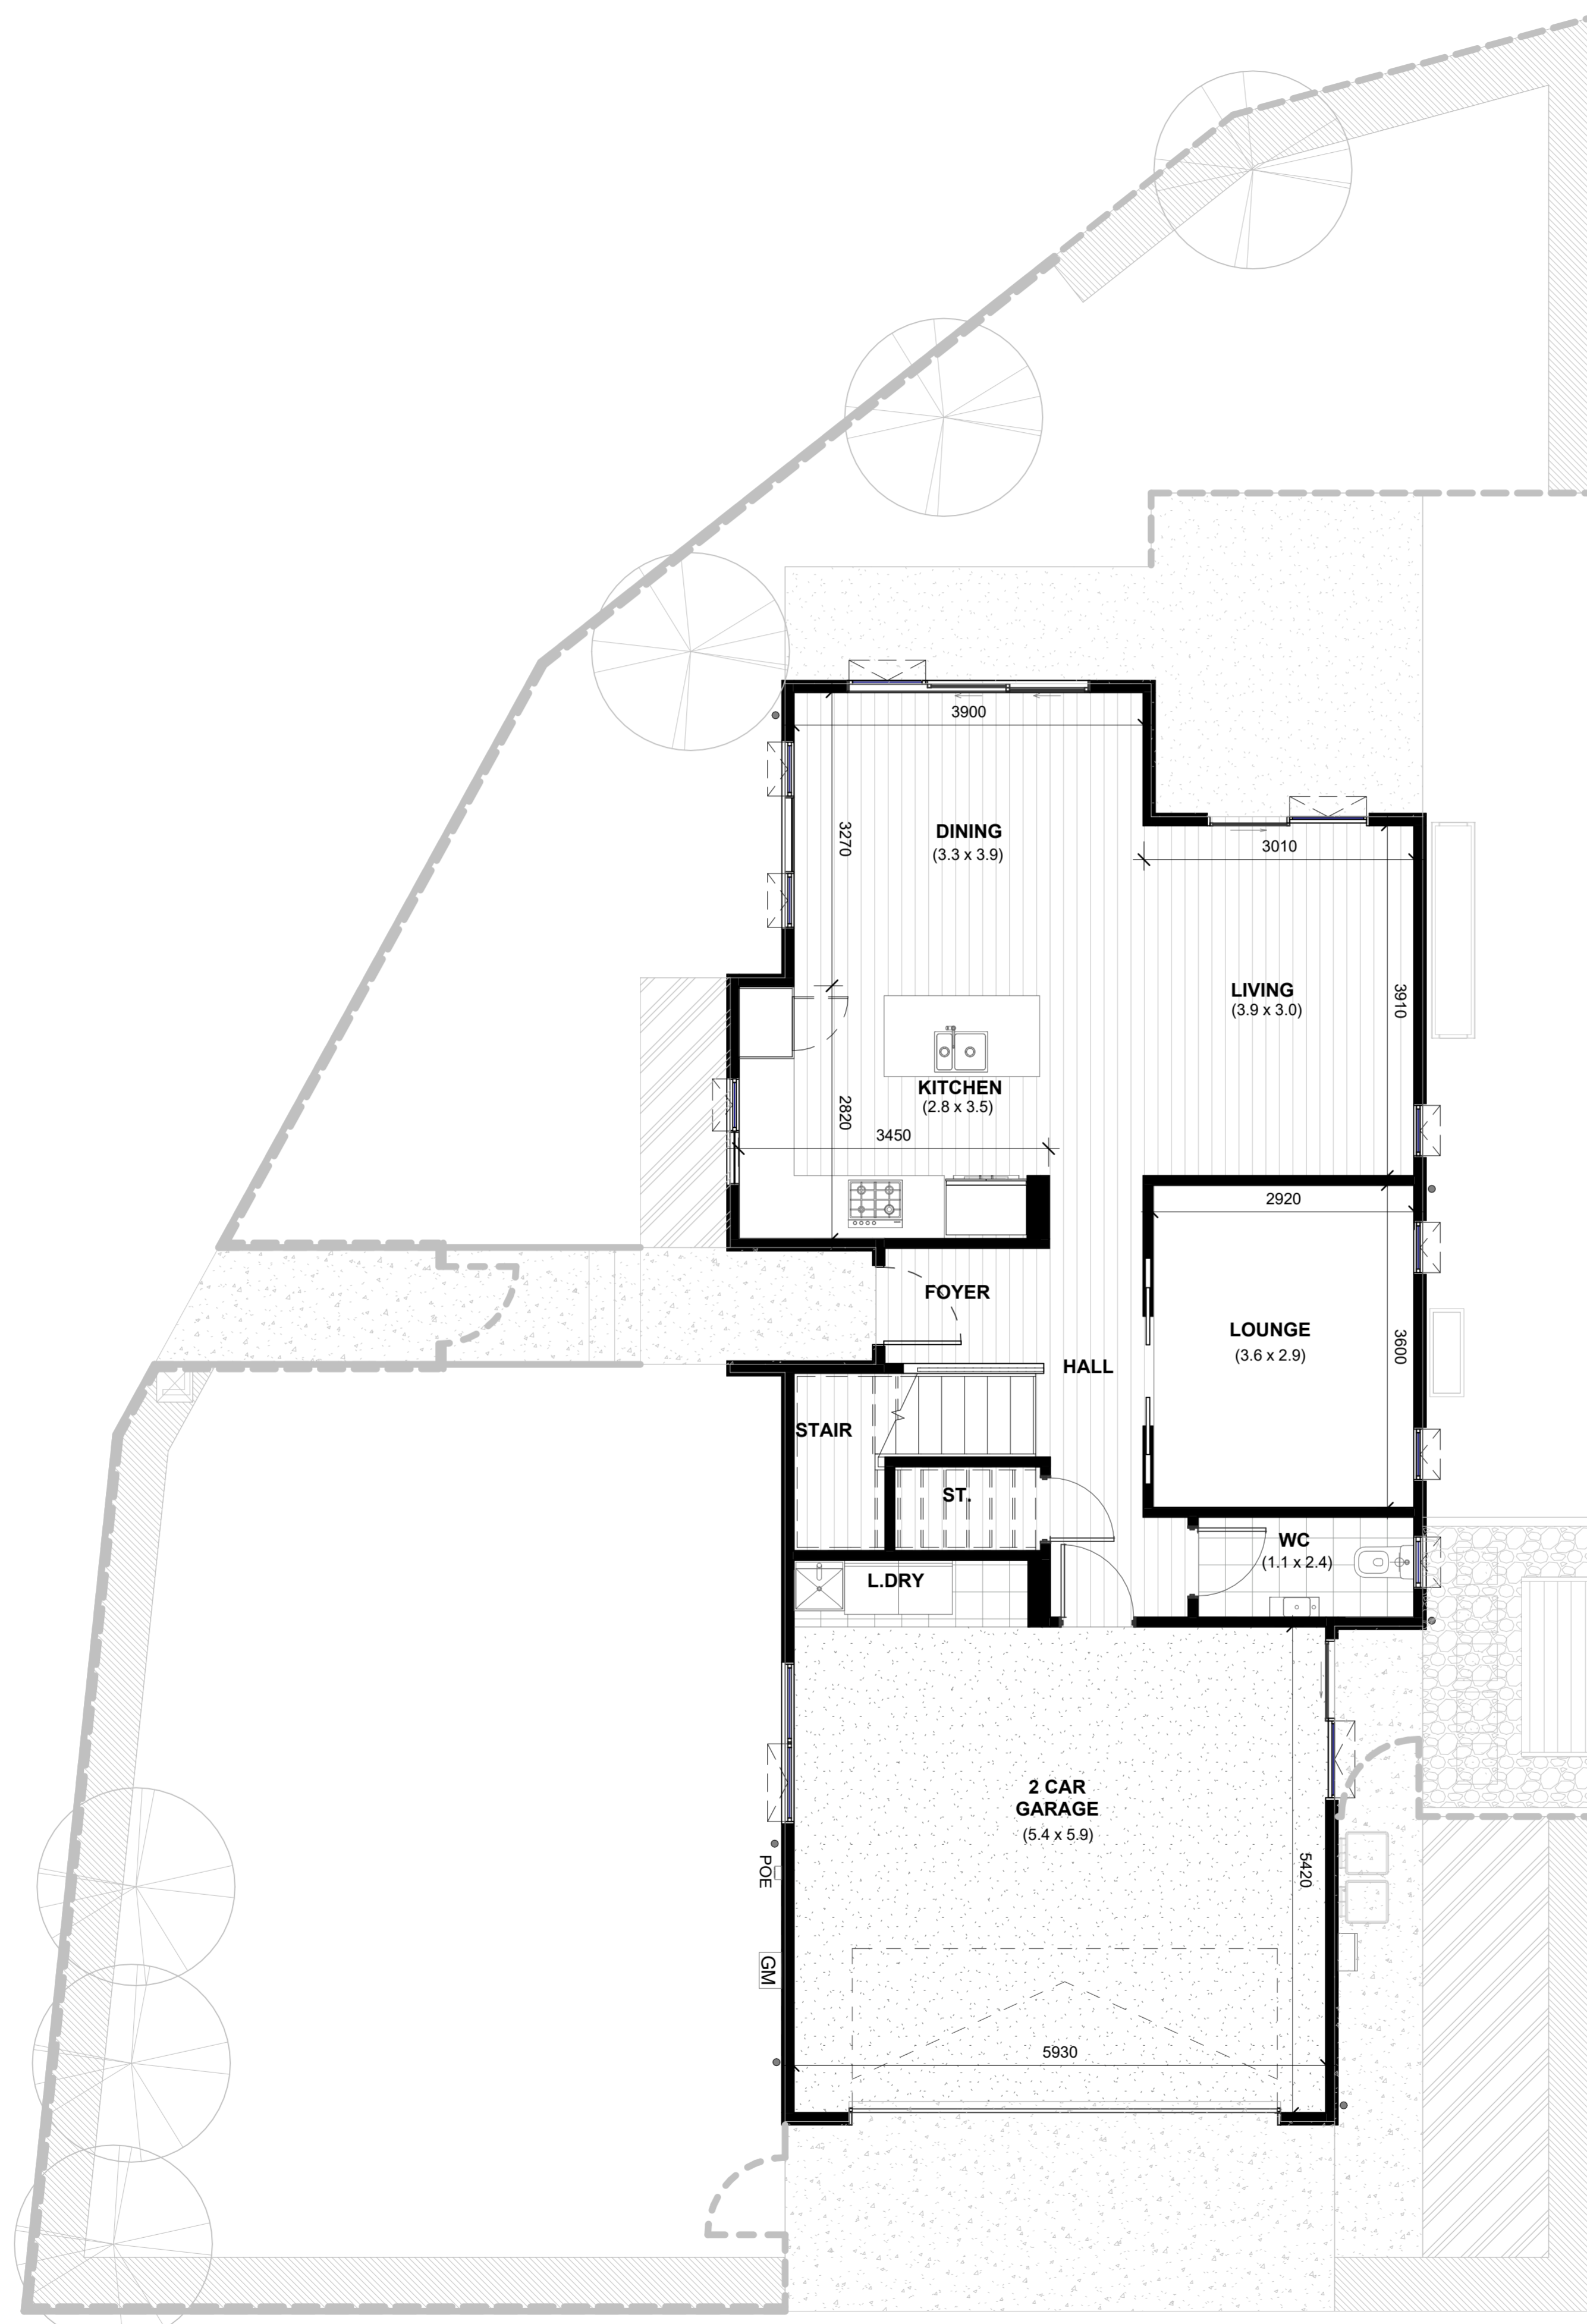 3900
3270
DINING
(3.3 x 3.9)
3010
LIVING
(3.9 x 3.0)
3910
KITCHEN
(2.8 x 3.5)
2820
3450
2920
FOYER
LOUNGE
(3.6 x 2.9)
3600
HALL
STAIR
ST.
WC
(1.1 x 2.4)
L.DRY
2 CAR
GARAGE
(5.4 x 5.9)
5420
POE
GM
5930